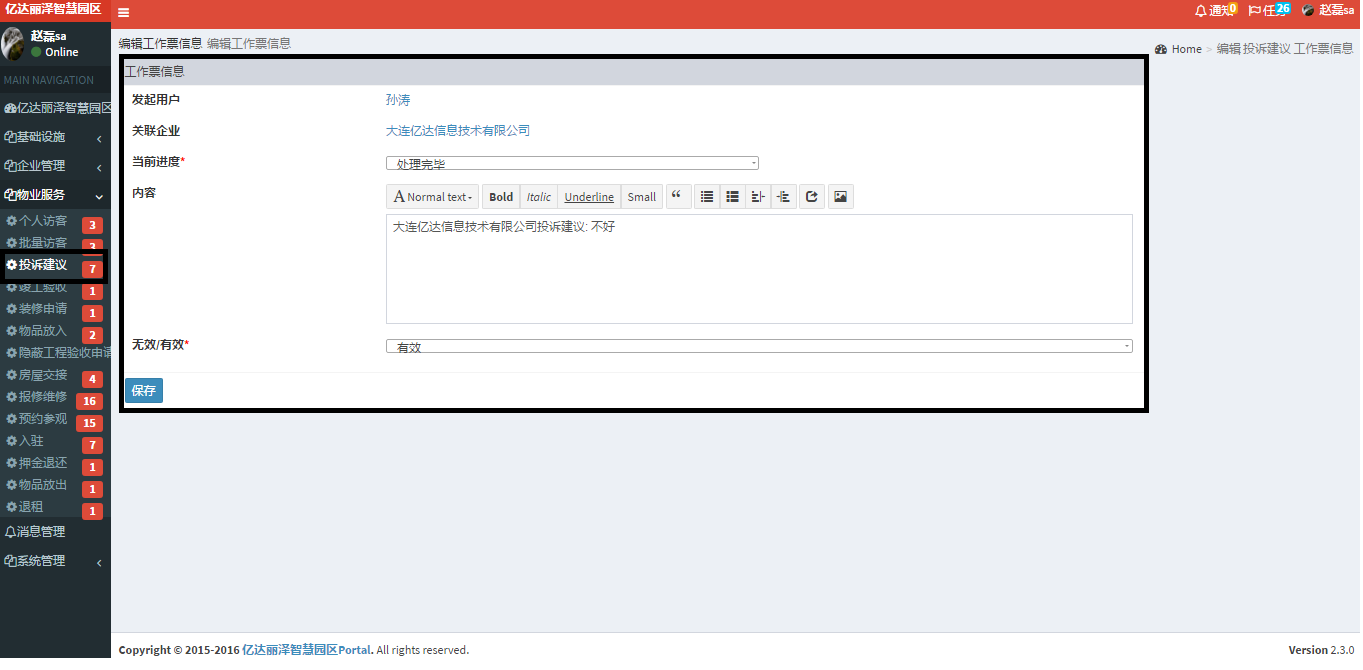 亿达丽泽智慧园区
通知 0
任务 26
赵磊sa
赵磊sa
Online
MAIN NAVIGATION
亿达丽泽智慧园区
基础设施
企业管理
物业服务
个人访客 3
批量访客 3
投诉建议 7
竣工验收 1
装修申请 1
物品放入 2
隐蔽工程验收申请
房屋交接 4
报修维修 16
预约参观 15
入驻 7
押金退还 1
物品放出 1
退租 1
消息管理
系统管理
编辑工作票信息 编辑工作票信息
Home > 编辑 投诉建议 工作票信息
工作票信息
发起用户 孙涛
关联企业 大连亿达信息技术有限公司
当前进度* 处理完毕
内容
A Normal text Bold Italic Underline Small “
大连亿达信息技术有限公司投诉建议: 不好
无效/有效* 有效
保存
Copyright © 2015-2016 亿达丽泽智慧园区Portal. All rights reserved.
Version 2.3.0